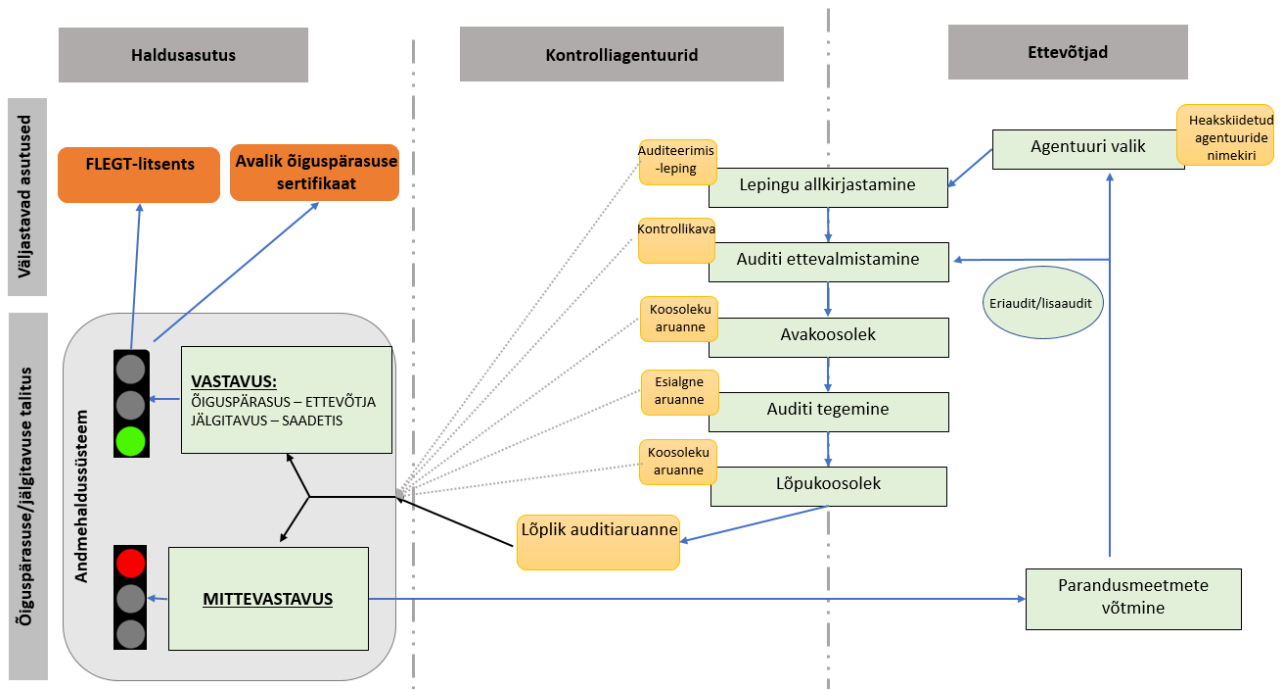 Haldusasutus
Kontrolliagentuurid
Ettevõtjad
Väljastavad asutused
FLEGT-litsents
Avalik õiguspärasuse
sertifikaat
Auditeerimis
-leping
Lepingu allkirjastamine
Agentuuri valik
Heakskiidetud
agentuuride
nimekiri
Kontrollikava
Auditi ettevalmistamine
Eriaudit/lisaaudit
Koosoleku
aruanne
Avakoosolek
Esialgne
aruanne
Auditi tegemine
Koosoleku
aruanne
Lõpukoosolek
Lõplik auditiaruanne
Õiguspärasuse/jälgitavuse talitus
Andmehaldussüsteem
VASTAVUS:
ÕIGUSPÄRASUS – ETTEVÕTJA
JÄLGITAVUS – SAADETIS
MITTEVASTAVUS
Parandusmeetmete
võtmine